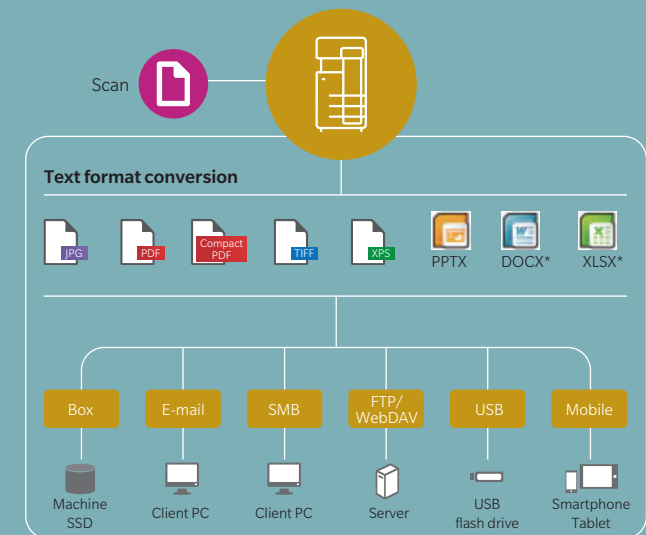 Scan
Text format conversion
JPG
PDF
Compact
PDF
TIFF
XPS
PPTX
DOCX*
XLSX*
Box
E-mail
SMB
FTP/
WebDAV
USB
Mobile
Machine
SSD
Client PC
Client PC
Server
USB
flash drive
Smartphone
Tablet